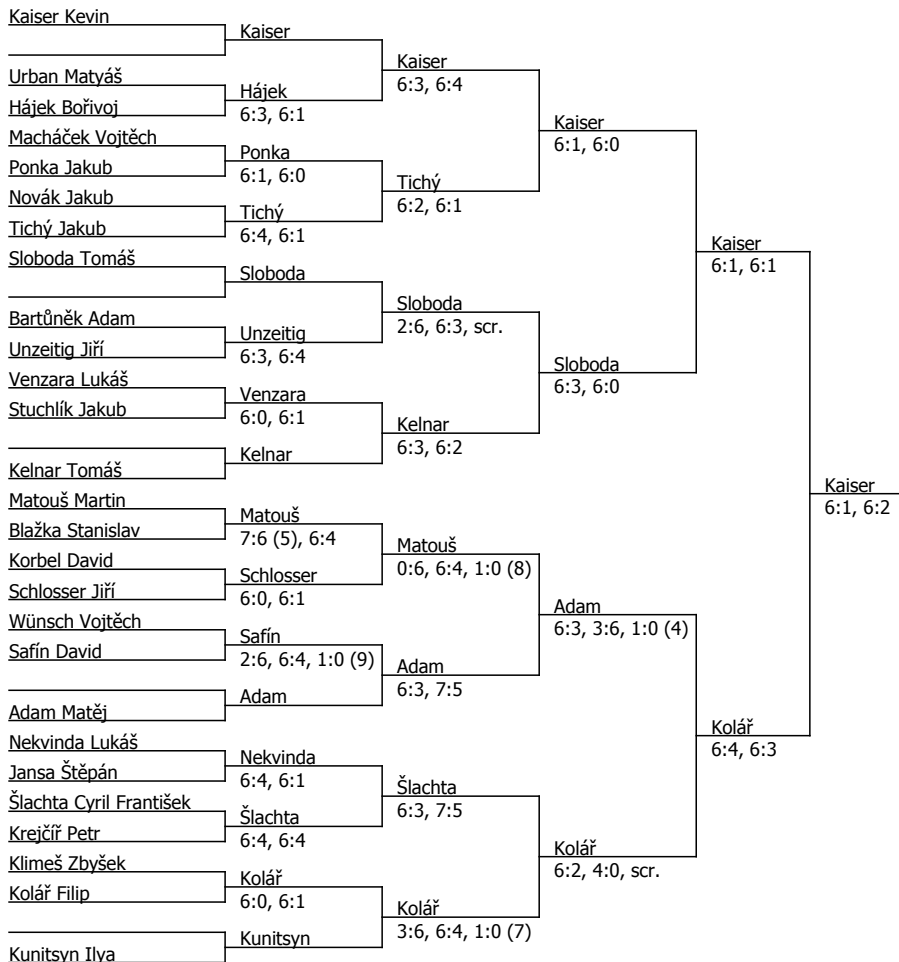 Kaiser Kevin
Urban Matyáš
Hájek Bořivoj
Macháček Vojtěch
Ponka Jakub
Novák Jakub
Tichý Jakub
Sloboda Tomáš
Bartůněk Adam
Unzeitig Jiří
Venzara Lukáš
Stuchlík Jakub
Kelnar Tomáš
Matouš Martin
Blažka Stanislav
Korbel David
Schlosser Jiří
Wünsch Vojtěch
Safín David
Adam Matěj
Nekvinda Lukáš
Jansa Štěpán
Šlachta Cyril František
Krejčíř Petr
Klimeš Zbyšek
Kolář Filip
Kunitsyn Ilya
Kaiser
Hájek
6:3, 6:1
Ponka
6:1, 6:0
Tichý
6:4, 6:1
Sloboda
Unzeitig
6:3, 6:4
Venzara
6:0, 6:1
Kelnar
Matouš
7:6 (5), 6:4
Schlosser
6:0, 6:1
Safín
2:6, 6:4, 1:0 (9)
Adam
Nekvinda
6:4, 6:1
Šlachta
6:4, 6:4
Kolář
6:0, 6:1
Kunitsyn
Kaiser
6:3, 6:4
Tichý
6:2, 6:1
Sloboda
2:6, 6:3, scr.
Kelnar
6:3, 6:2
Matouš
0:6, 6:4, 1:0 (8)
Adam
6:3, 7:5
Šlachta
6:3, 7:5
Kolář
3:6, 6:4, 1:0 (7)
Kaiser
6:1, 6:0
Sloboda
6:3, 6:0
Adam
6:3, 3:6, 1:0 (4)
Kolář
6:2, 4:0, scr.
Kaiser
6:1, 6:1
Kolář
6:4, 6:3
Kaiser
6:1, 6:2